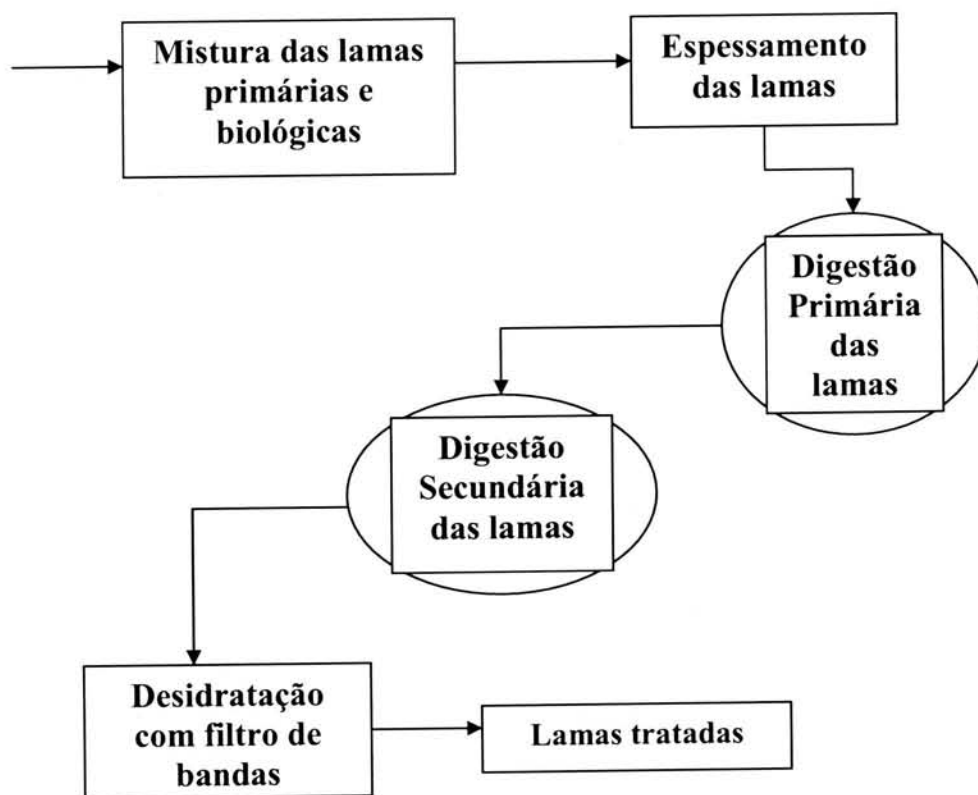 Mistura das lamas
primárias e
biológicas
Espessamento
das lamas
Digestão
Primária
das
lamas
Digestão
Secundária
das lamas
Desidratação
com filtro de
bandas
Lamas tratadas